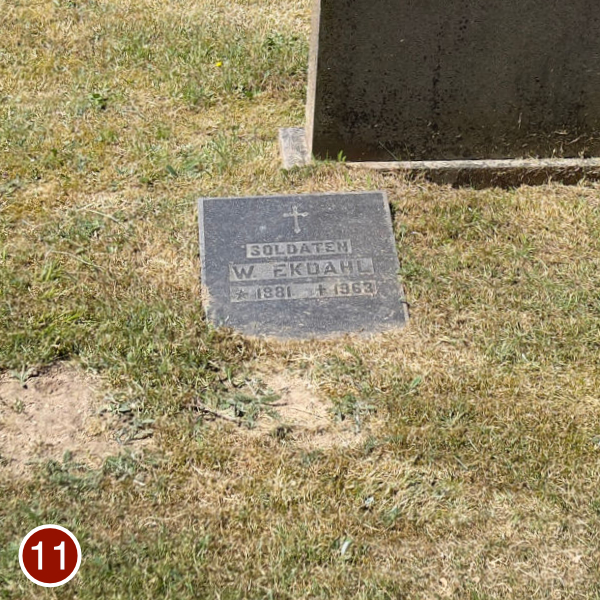 SOLDATEN
W. EKDAHL
* 1881 † 1963
11